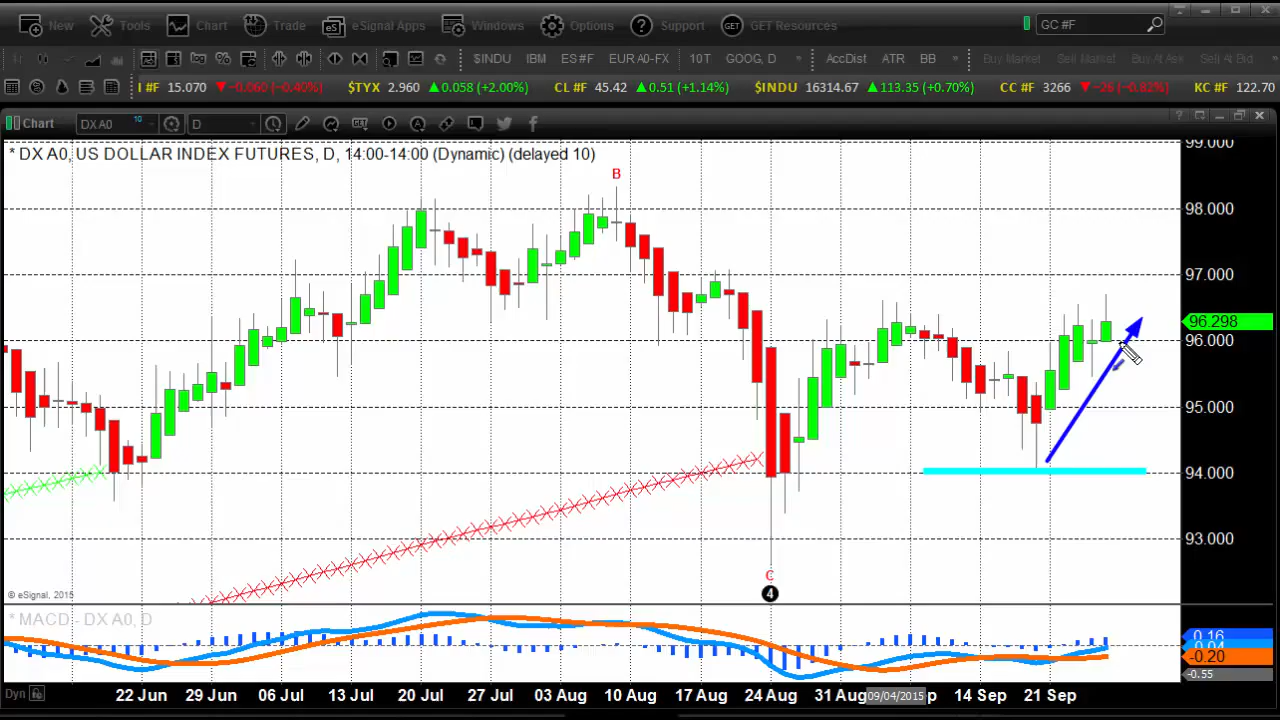 New Tools Chart Trade eSignal Apps Windows Options Support GET GET Resources GC #F
$INDU IBM ES #F EUR A0-FX 10T GOOG, D » AccDist ATR BB » Buy Market Sell Market Buy At Ask Sell At Bid »
I #F 15.070 -0.060 (-0.40%) $TYX 2.960 0.058 (+2.00%) CL #F 45.42 0.51 (+1.14%) $INDU 16314.67 113.35 (+0.70%) CC #F 3266 -26 (-0.82%) KC #F 122.70
Chart DX A0 10 D
* DX A0, US DOLLAR INDEX FUTURES, D, 14:00-14:00 (Dynamic) (delayed 10)
99.000
B
98.000
97.000
96.298
96.000
95.000
94.000
93.000
C
4
© eSignal, 2015
* MACD - DX A0, D
0.16
0.04
-0.20
-0.55
Dyn 22 Jun 29 Jun 06 Jul 13 Jul 20 Jul 27 Jul 03 Aug 10 Aug 17 Aug 24 Aug 31 Aug 09/04/2015 p 14 Sep 21 Sep